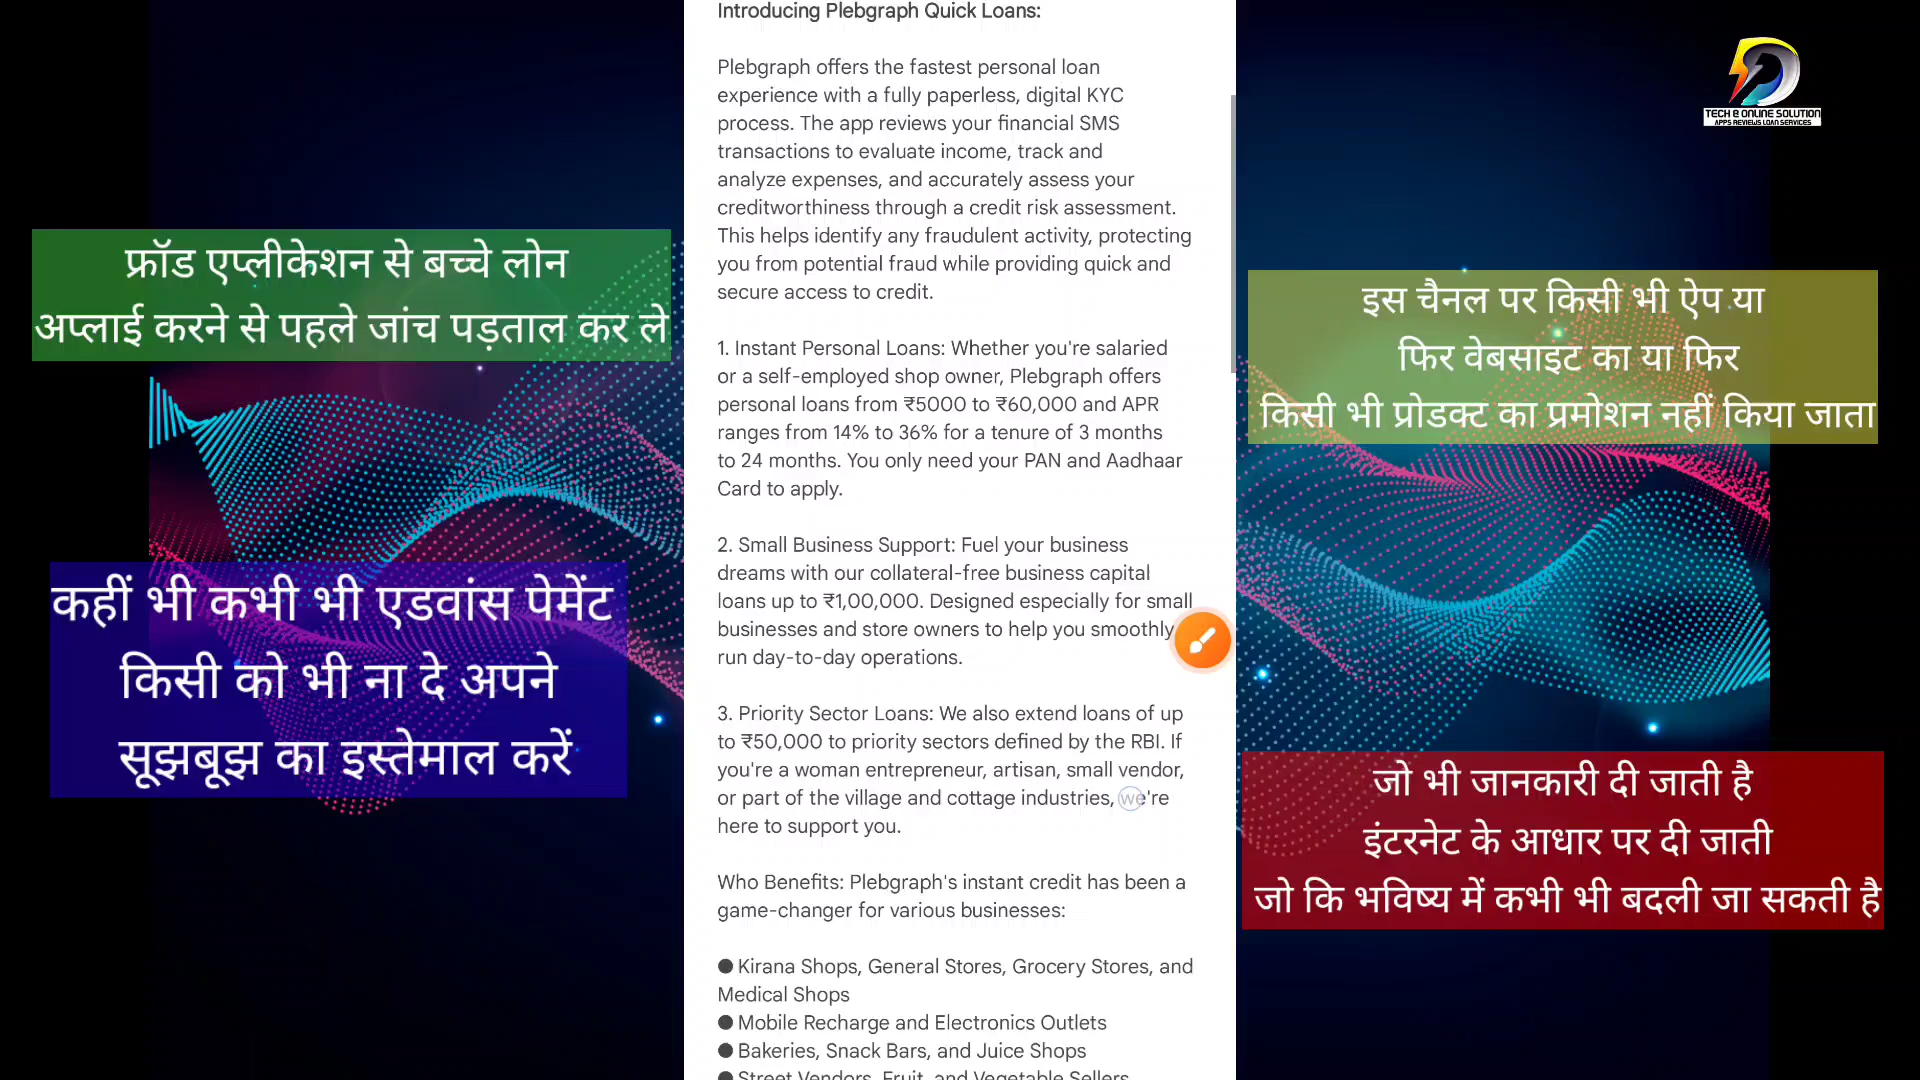 Introducing Plebgraph Quick Loans:
Plebgraph offers the fastest personal loan
experience with a fully paperless, digital KYC
process. The app reviews your financial SMS
transactions to evaluate income, track and
analyze expenses, and accurately assess your
creditworthiness through a credit risk assessment.
This helps identify any fraudulent activity, protecting
you from potential fraud while providing quick and
secure access to credit.
1. Instant Personal Loans: Whether you're salaried
or a self-employed shop owner, Plebgraph offers
personal loans from ₹5000 to ₹60,000 and APR
ranges from 14% to 36% for a tenure of 3 months
to 24 months. You only need your PAN and Aadhaar
Card to apply.
2. Small Business Support: Fuel your business
dreams with our collateral-free business capital
loans up to ₹1,00,000. Designed especially for small
businesses and store owners to help you smoothly
run day-to-day operations.
3. Priority Sector Loans: We also extend loans of up
to ₹50,000 to priority sectors defined by the RBI. If
you're a woman entrepreneur, artisan, small vendor,
or part of the village and cottage industries, we're
here to support you.
Who Benefits: Plebgraph's instant credit has been a
game-changer for various businesses:
● Kirana Shops, General Stores, Grocery Stores, and
Medical Shops
● Mobile Recharge and Electronics Outlets
● Bakeries, Snack Bars, and Juice Shops
● Street Vendors, Fruit, and Vegetable Sellers
फ्रॉड एप्लीकेशन से बच्चे लोन
अप्लाई करने से पहले जांच पड़ताल कर ले
कहीं भी कभी भी एडवांस पेमेंट
किसी को भी ना दे अपने
सूझबूझ का इस्तेमाल करें
TECH & ONLINE SOLUTION
APPS REVIEWS LOAN SERVICES
इस चैनल पर किसी भी ऐप या
फिर वेबसाइट का या फिर
किसी भी प्रोडक्ट का प्रमोशन नहीं किया जाता
जो भी जानकारी दी जाती है
इंटरनेट के आधार पर दी जाती
जो कि भविष्य में कभी भी बदली जा सकती है